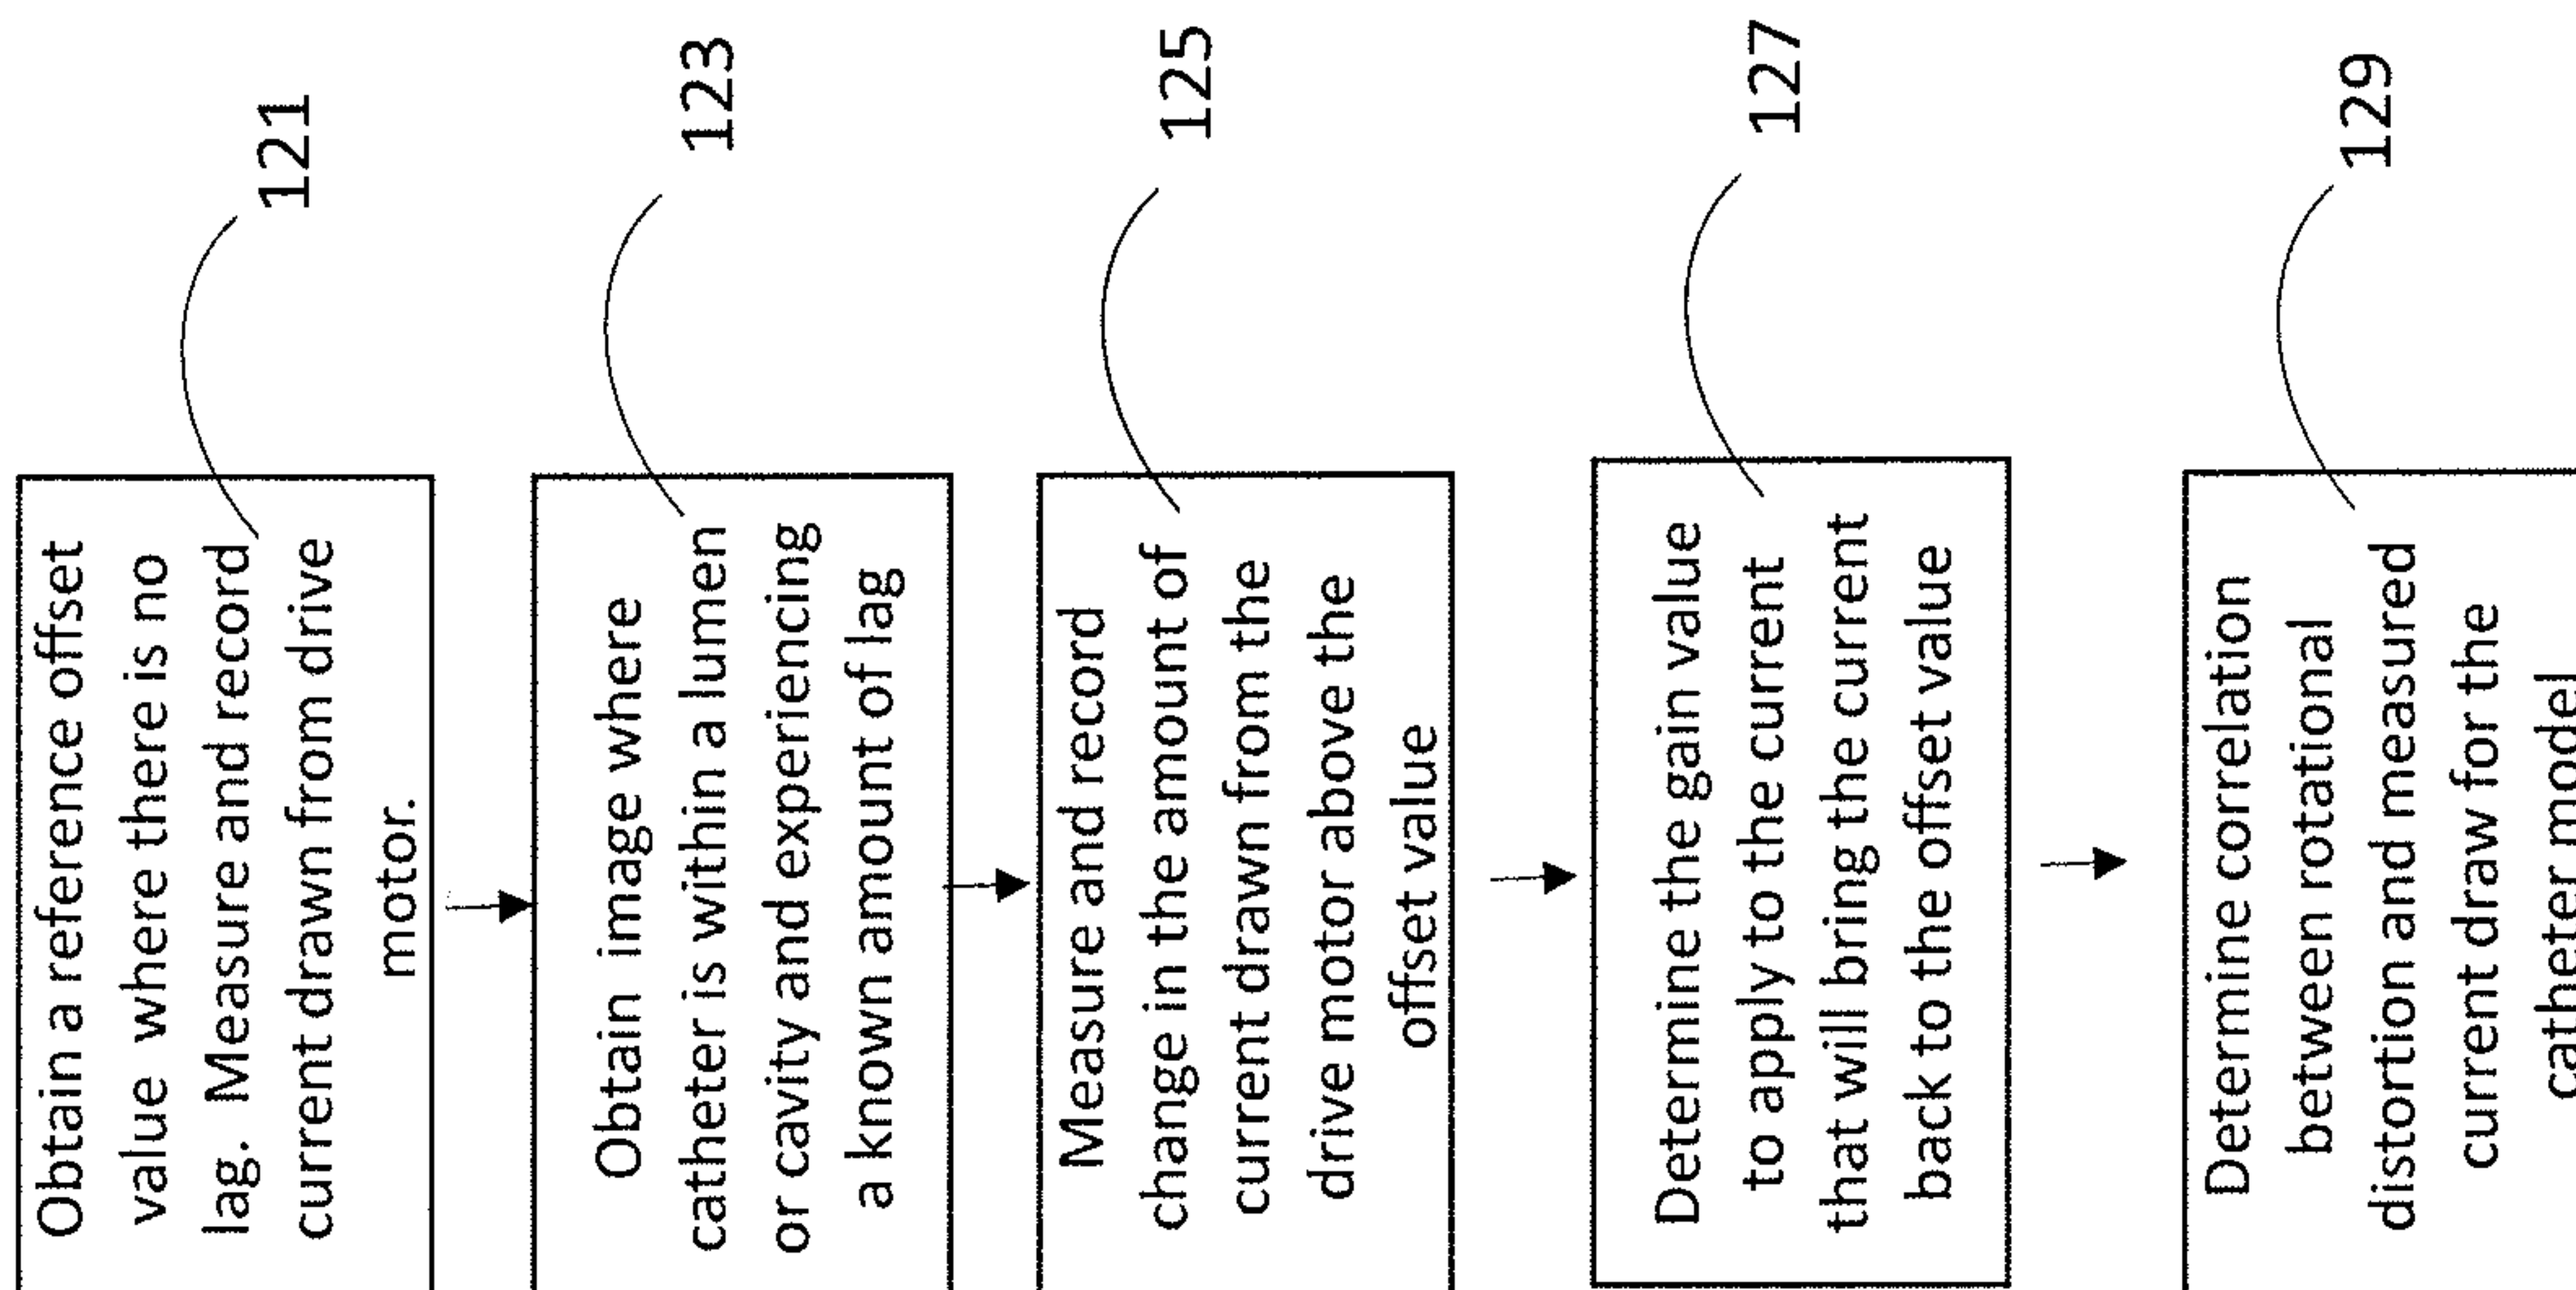 Obtain a reference offset
value where there is no
lag. Measure and record
current drawn from drive
motor.
121
Obtain image where
catheter is within a lumen
or cavity and experiencing
a known amount of lag
123
Measure and record
change in the amount of
current drawn from the
drive motor above the
offset value
125
Determine the gain value
to apply to the current
that will bring the current
back to the offset value
127
Determine correlation
between rotational
distortion and measured
current draw for the
catheter model
129